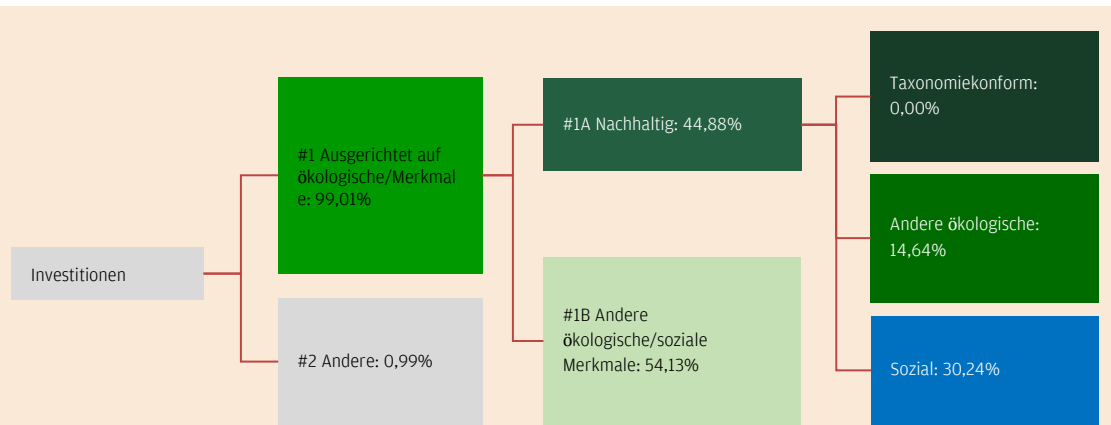 Investitionen
#1 Ausgerichtet auf
ökologische/Merkmal
e: 99,01%
#2 Andere: 0,99%
#1A Nachhaltig: 44,88%
#1B Andere
ökologische/soziale
Merkmale: 54,13%
Taxonomiekonform:
0,00%
Andere ökologische:
14,64%
Sozial: 30,24%